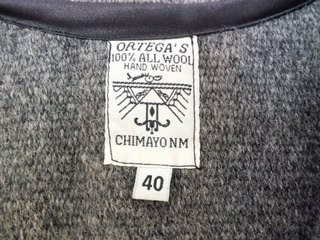 ORTEGA'S
100% ALL WOOL
HAND WOVEN
CHIMAYO NM
40